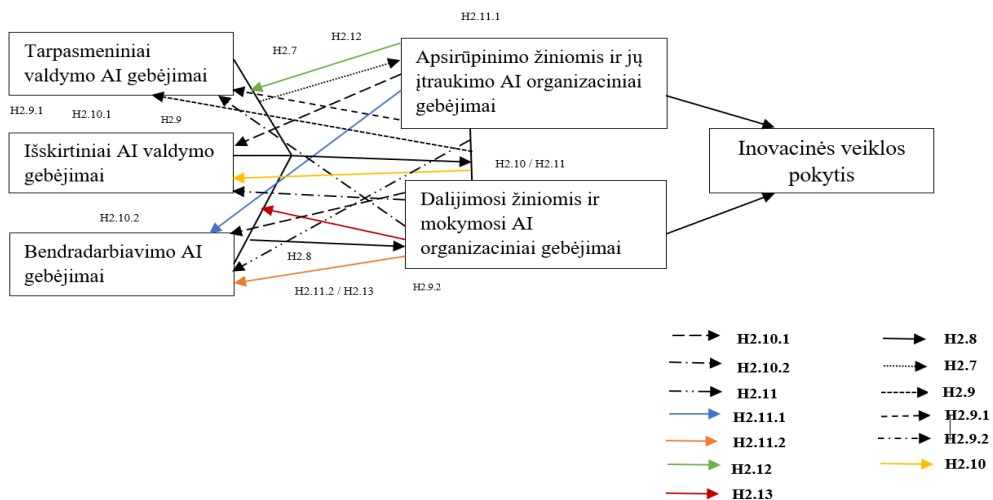 H2.11.1
H2.12
H2.7
Tarpasmeniniai
valdymo AI gebėjimai
Apsirūpinimo žiniomis ir jų
įtraukimo AI organizaciniai
gebėjimai
H2.9.1
H2.10.1
H2.9
Išskirtiniai AI valdymo
gebėjimai
Inovacinės veiklos
pokytis
H2.10 / H2.11
Dalijimosi žiniomis ir
mokymosi AI
organizaciniai gebėjimai
H2.10.2
Bendradarbiavimo AI
gebėjimai
H2.8
H2.11.2 / H2.13
H2.9.2
H2.10.1
H2.10.2
H2.11
H2.11.1
H2.11.2
H2.12
H2.13
H2.8
H2.7
H2.9
H2.9.1
H2.9.2
H2.10